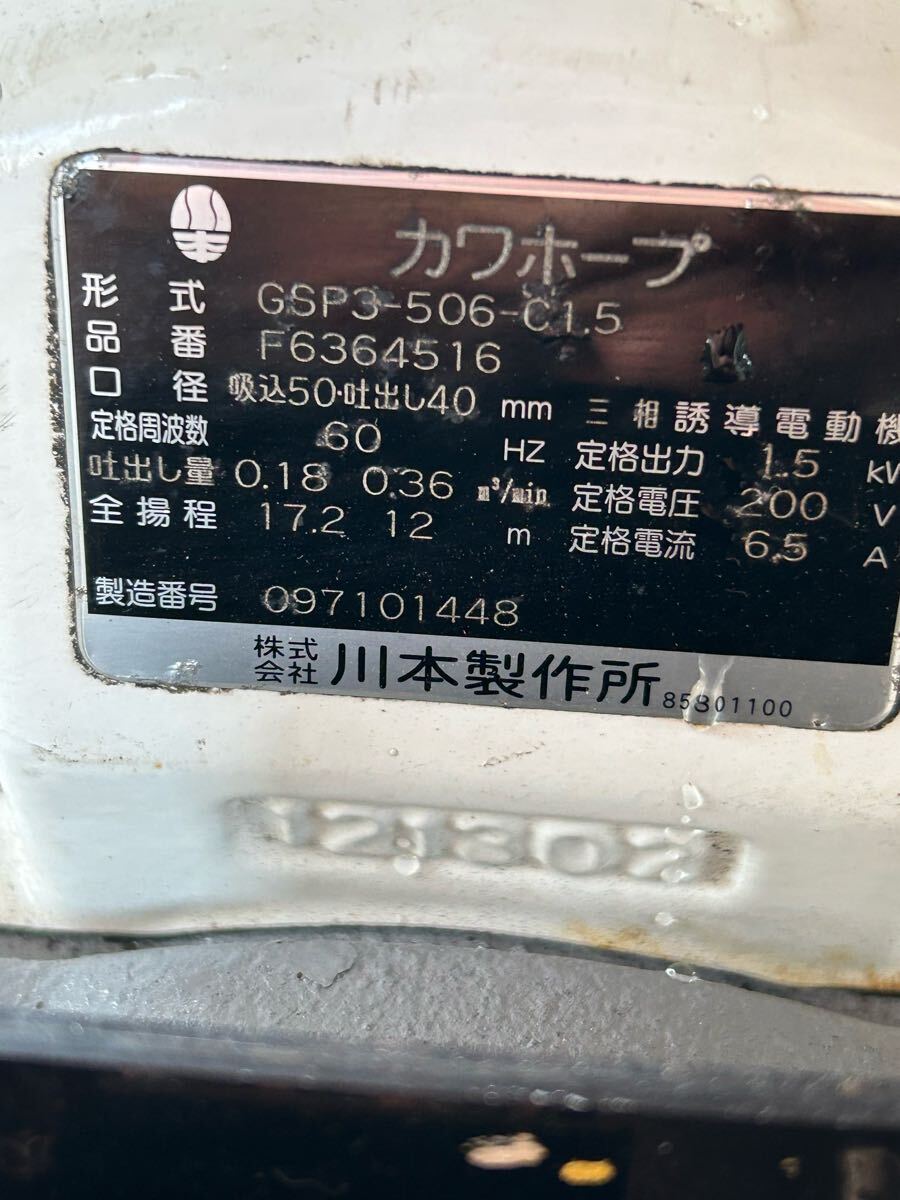 カワホープ
形 式 GSP3-506-C1.5
品 番 F6364516
口 径 吸込50·吐出し40 mm 三相誘導電動機
定格周波数 60 HZ 定格出力 1.5 kW
吐出し量 0.18 0.36 m³/min 定格電圧 200 V
全揚程 17.2 12 m 定格電流 6.5 A
製造番号 097101448
株式会社 川本製作所 85801100
121302